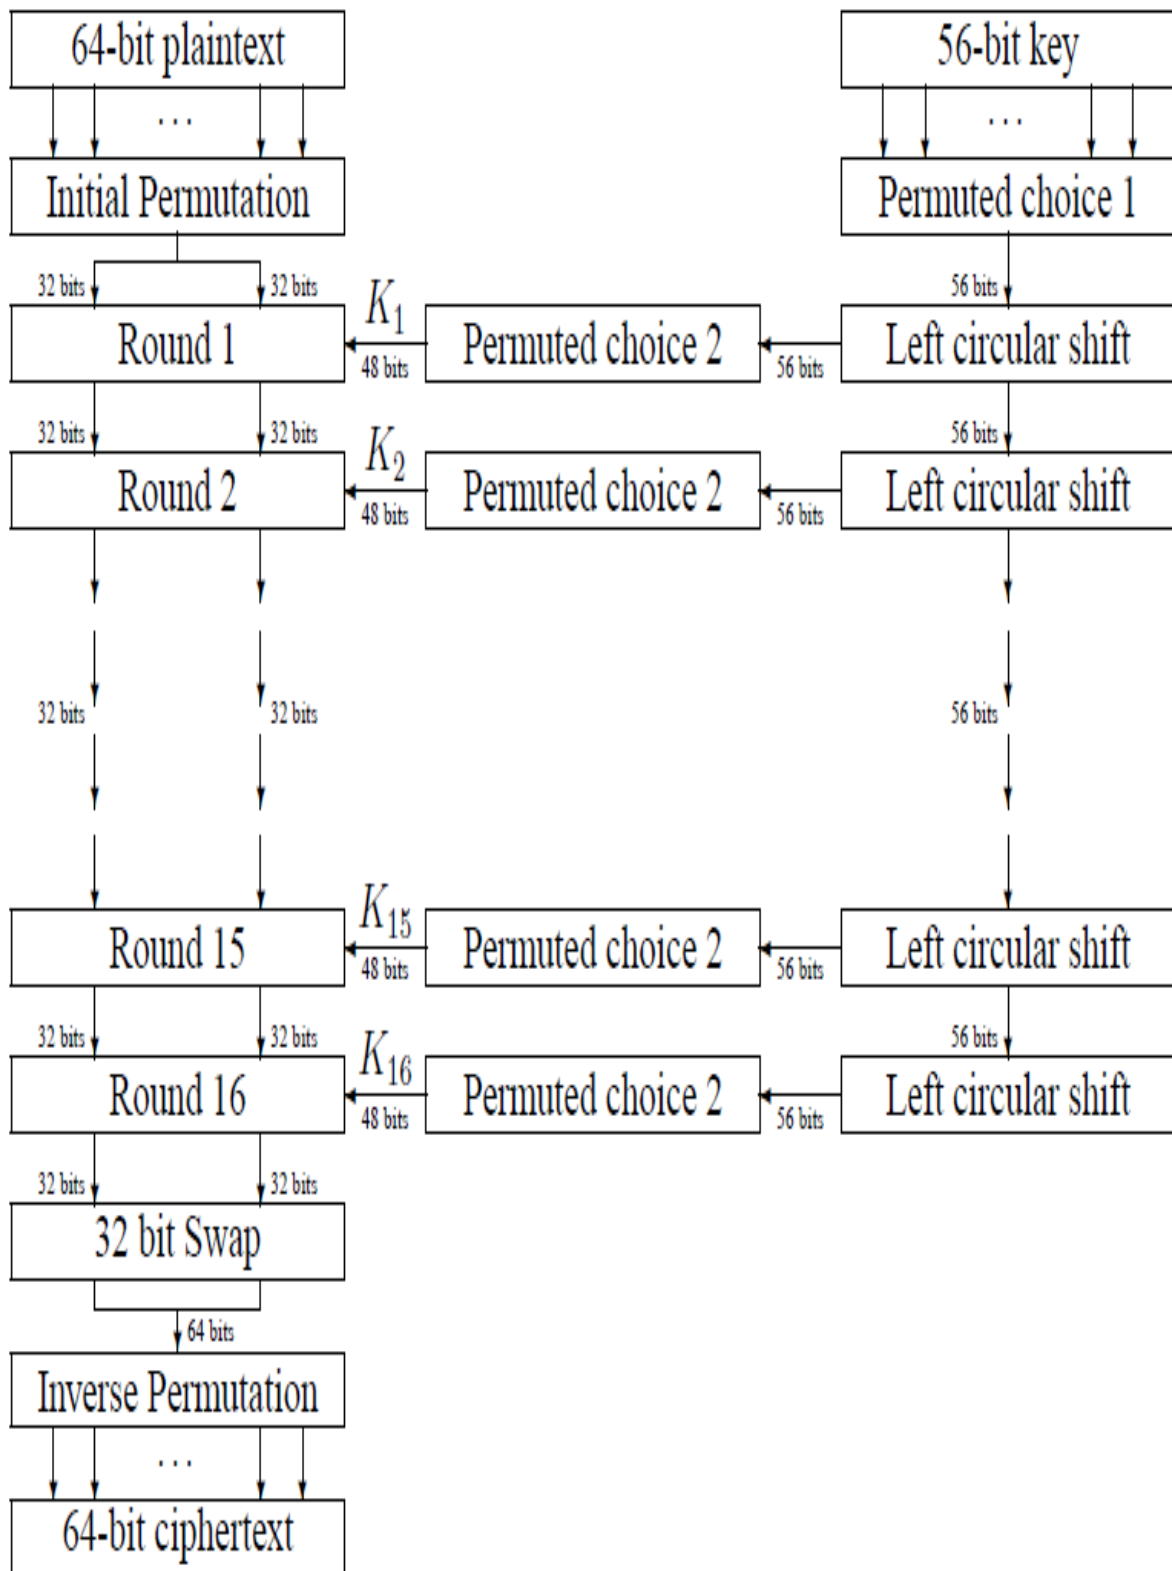 64-bit plaintext
56-bit key
. . .
. . .
Initial Permutation
Permuted choice 1
32 bits
32 bits
56 bits
Round 1
K1
48 bits
Permuted choice 2
56 bits
Left circular shift
32 bits
32 bits
56 bits
Round 2
K2
48 bits
Permuted choice 2
56 bits
Left circular shift
32 bits
32 bits
56 bits
Round 15
K15
48 bits
Permuted choice 2
56 bits
Left circular shift
32 bits
32 bits
56 bits
Round 16
K16
48 bits
Permuted choice 2
56 bits
Left circular shift
32 bits
32 bits
32 bit Swap
64 bits
Inverse Permutation
. . .
64-bit ciphertext